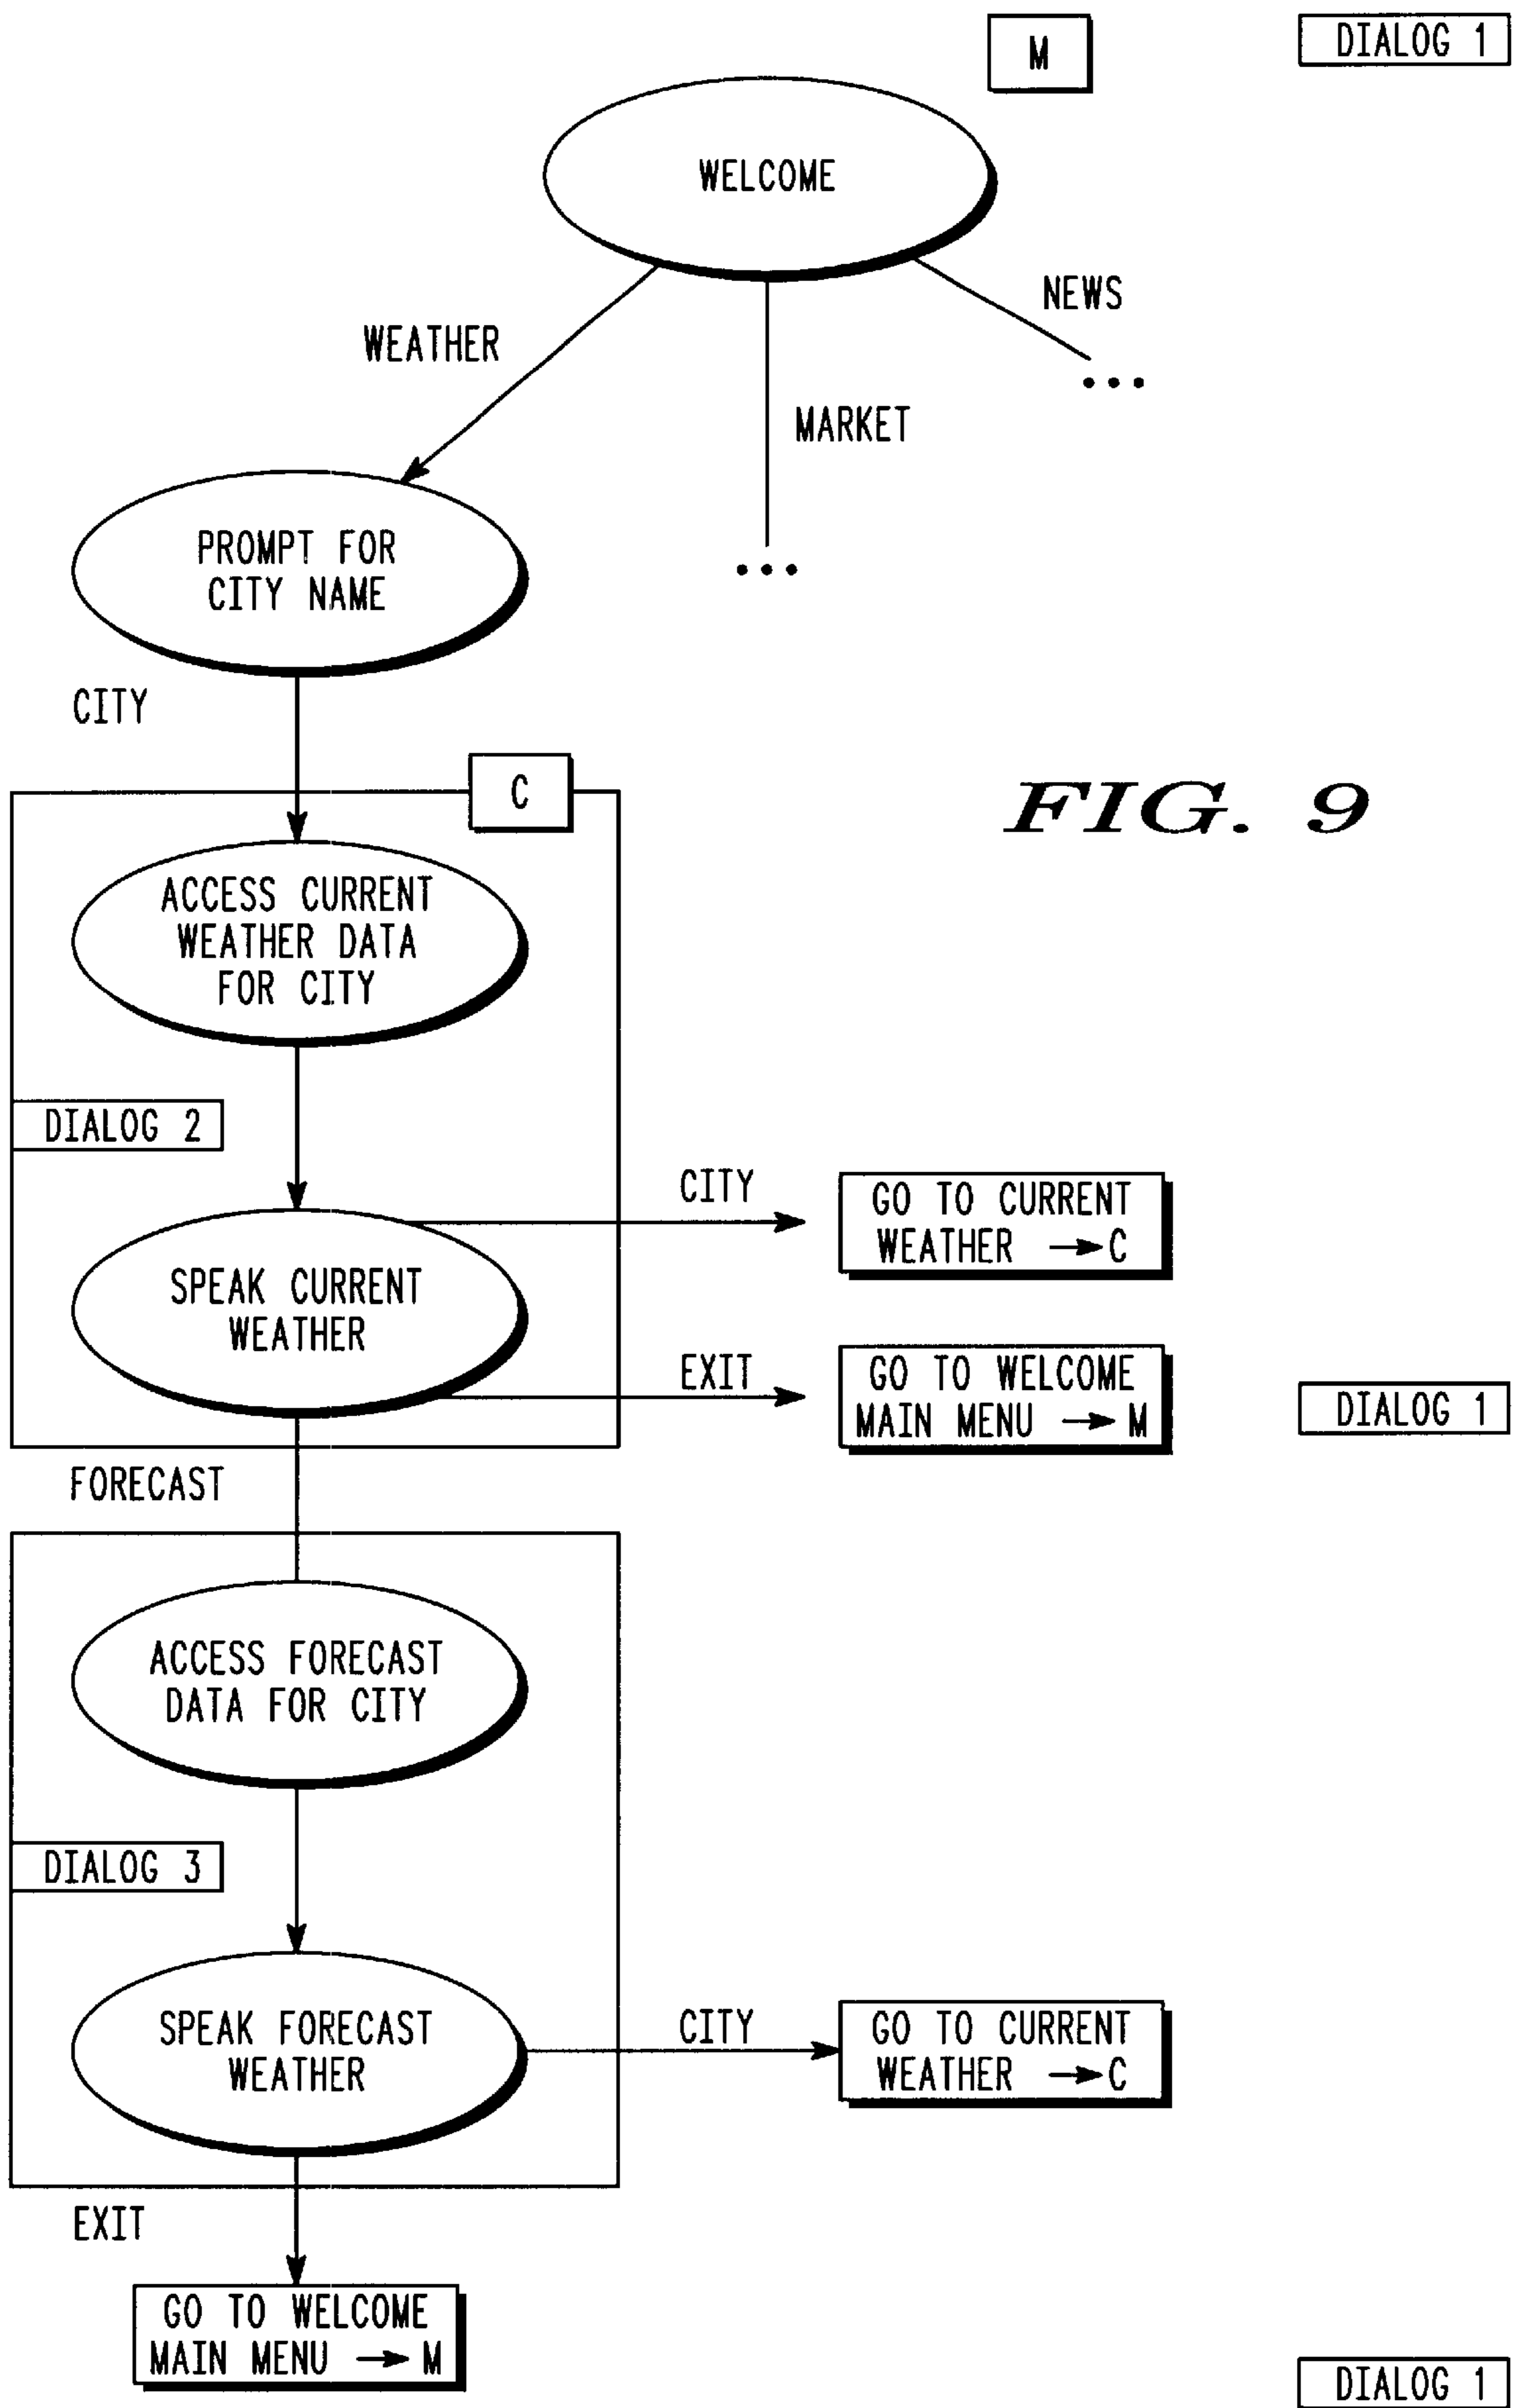 M
DIALOG 1
WELCOME
NEWS
WEATHER
MARKET
...
...
PROMPT FOR
CITY NAME
CITY
C
FIG. 9
ACCESS CURRENT
WEATHER DATA
FOR CITY
DIALOG 2
CITY
GO TO CURRENT
WEATHER → C
SPEAK CURRENT
WEATHER
EXIT
GO TO WELCOME
MAIN MENU → M
DIALOG 1
FORECAST
ACCESS FORECAST
DATA FOR CITY
DIALOG 3
SPEAK FORECAST
WEATHER
CITY
GO TO CURRENT
WEATHER → C
EXIT
GO TO WELCOME
MAIN MENU → M
DIALOG 1